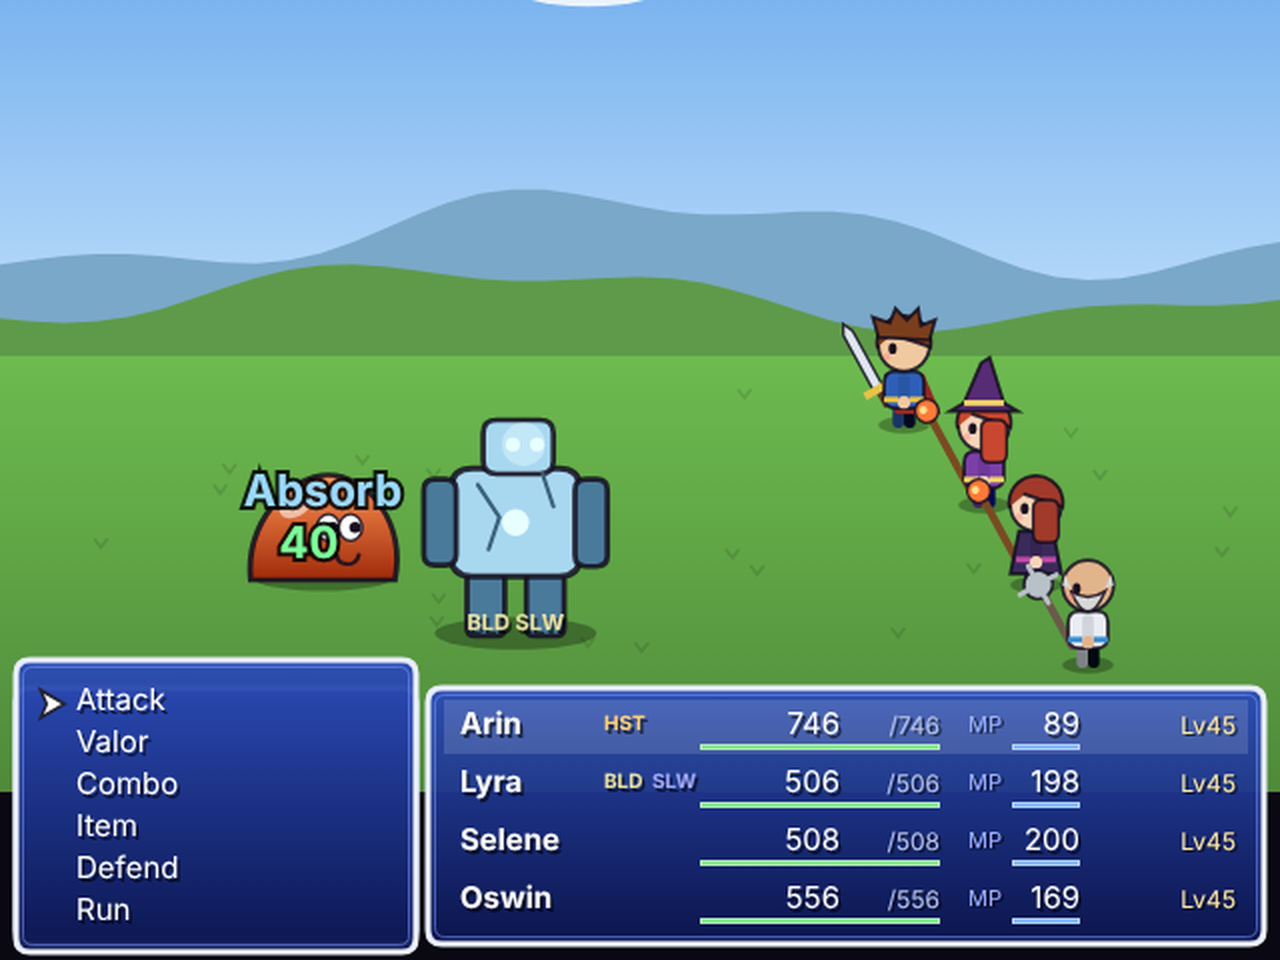 Absorb
40
BLD SLW
Attack
Valor
Combo
Item
Defend
Run
Arin HST 746 /746 MP 89 Lv45
Lyra BLD SLW 506 /506 MP 198 Lv45
Selene 508 /508 MP 200 Lv45
Oswin 556 /556 MP 169 Lv45